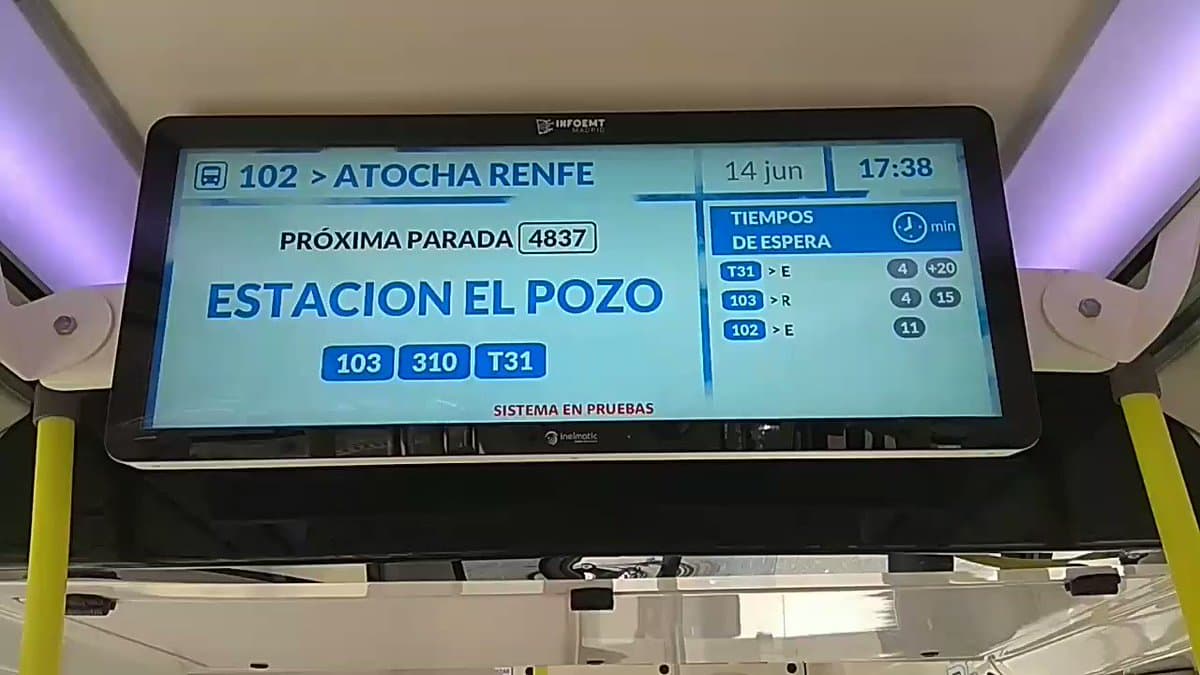 INFOEMT
MADRID
102 > ATOCHA RENFE
14 jun
17:38
PRÓXIMA PARADA 4837
ESTACION EL POZO
103 310 T31
SISTEMA EN PRUEBAS
TIEMPOS
DE ESPERA
min
T31 > E 4 +20
103 > R 4 15
102 > E 11
inelmatic